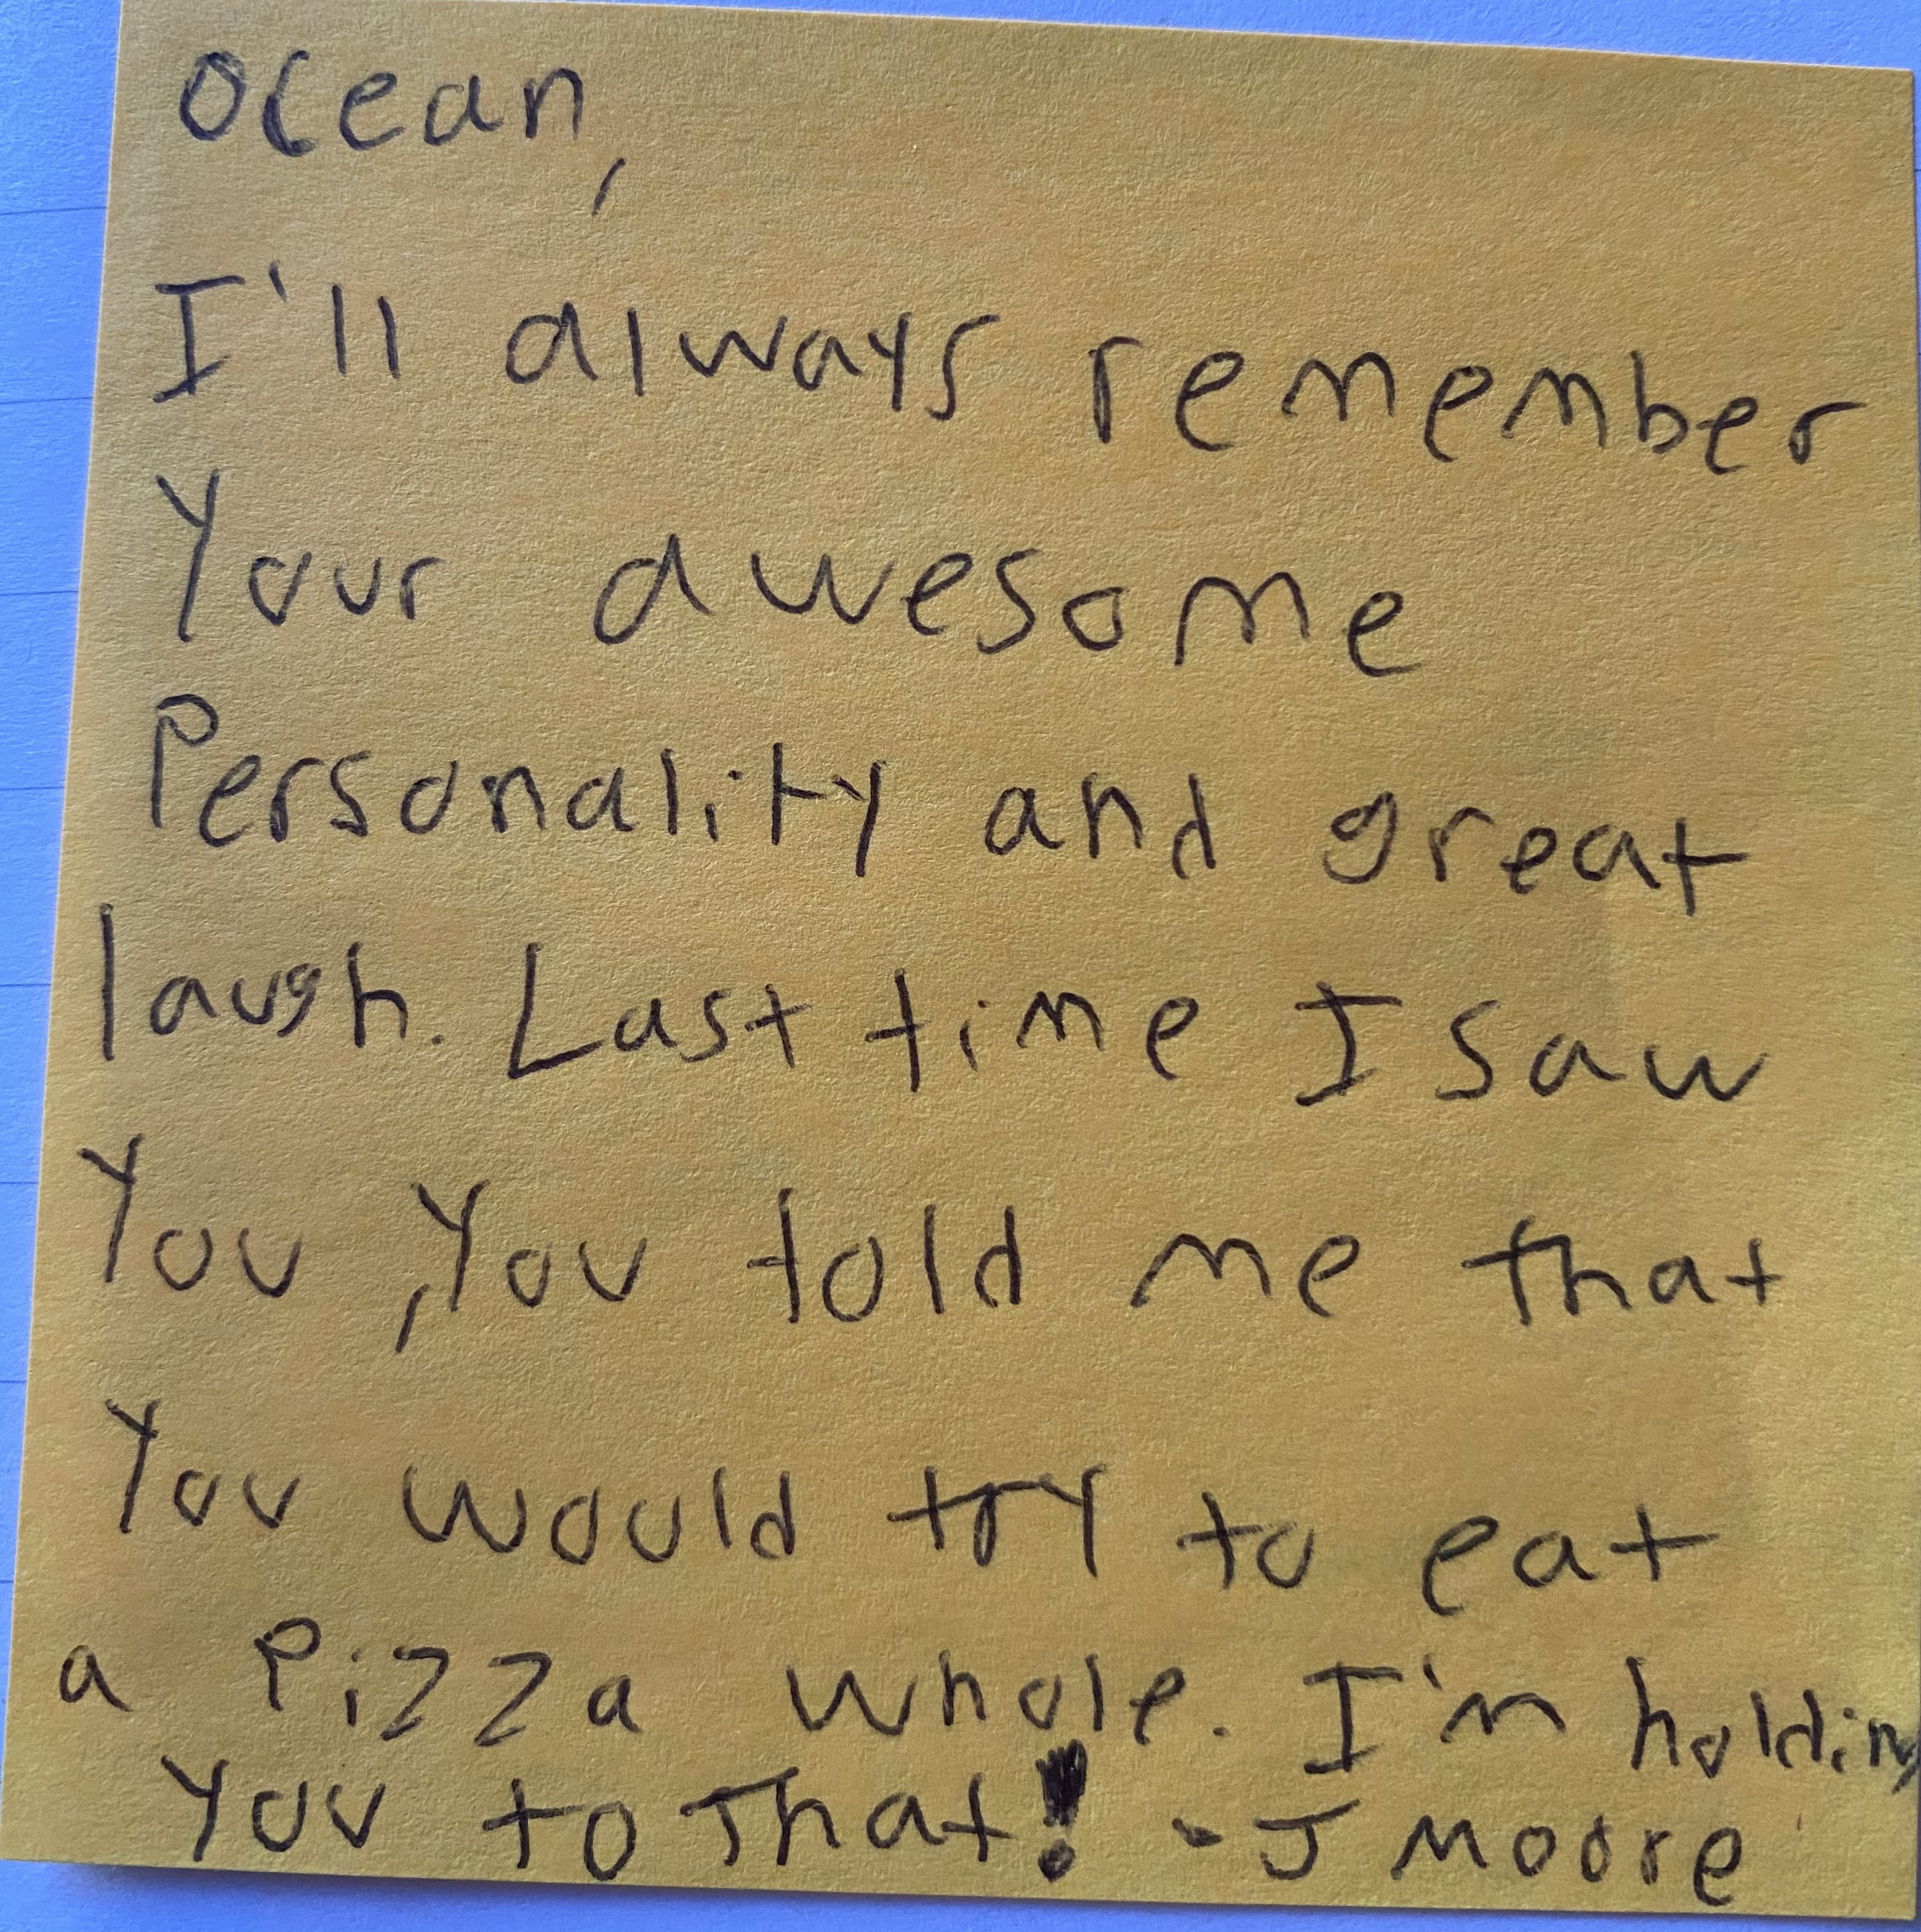 Ocean,
I'll always remember
Your awesome
Personality and great
laugh. Last time I saw
You, You told me that
You would try to eat
a Pizza whole. I'm holding
You to That! - J Moore